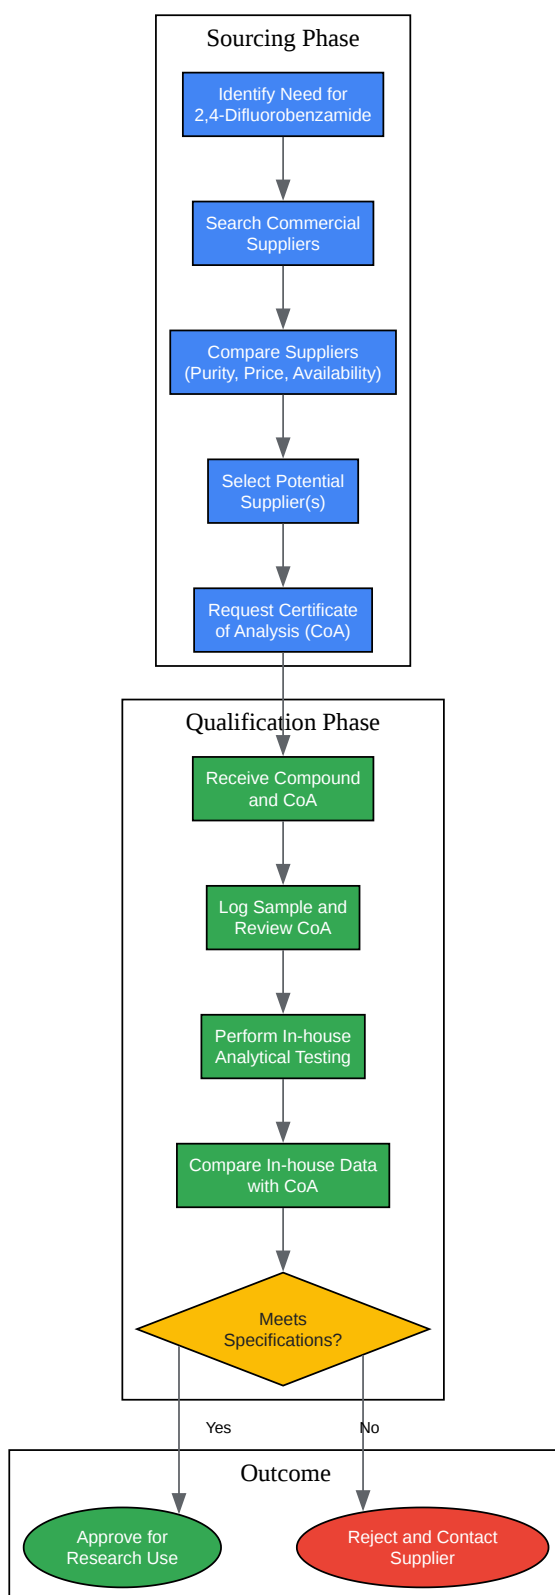 Sourcing Phase
Identify Need for
2,4-Difluorobenzamide
Search Commercial
Suppliers
Compare Suppliers
(Purity, Price, Availability)
Select Potential
Supplier(s)
Request Certificate
of Analysis (CoA)
Qualification Phase
Receive Compound
and CoA
Log Sample and
Review CoA
Perform In-house
Analytical Testing
Compare In-house Data
with CoA
Meets
Specifications?
Yes
No
Outcome
Approve for
Research Use
Reject and Contact
Supplier